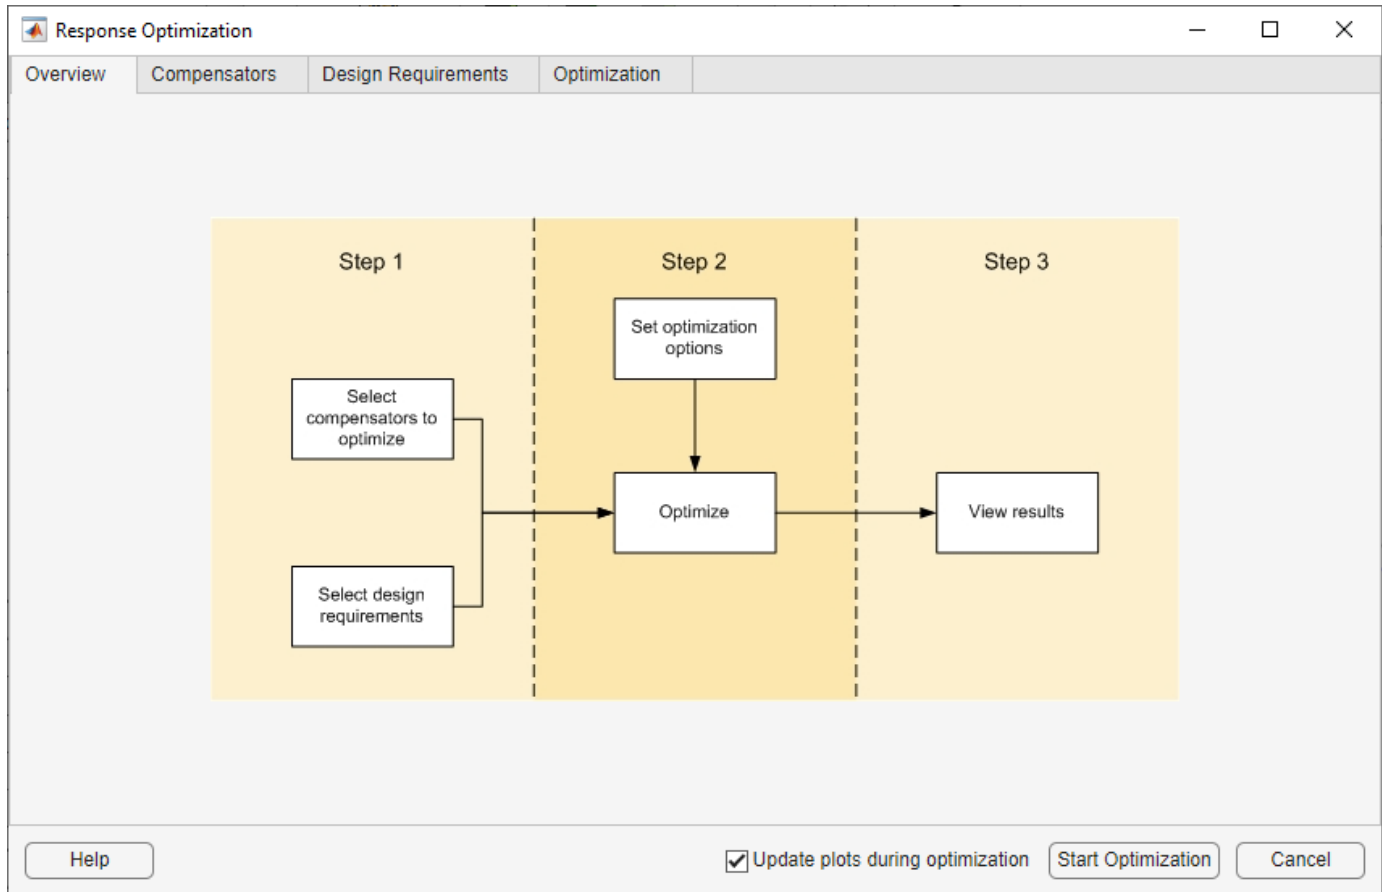 Response Optimization
Overview
Compensators
Design Requirements
Optimization
Step 1
Step 2
Step 3
Select
compensators to
optimize
Select design
requirements
Set optimization
options
Optimize
View results
Help
Update plots during optimization
Start Optimization
Cancel